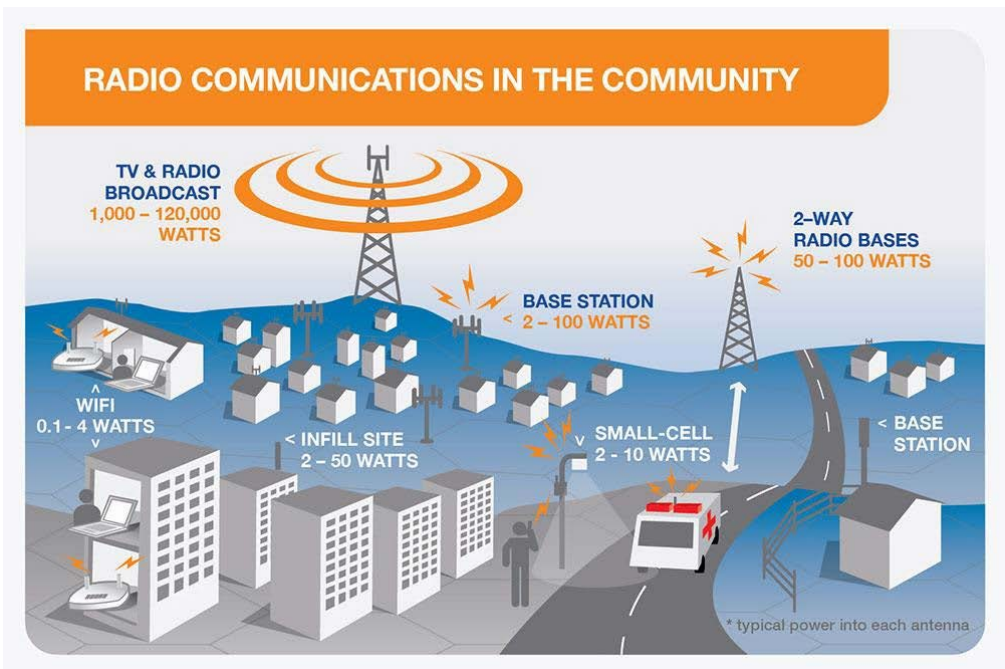 RADIO COMMUNICATIONS IN THE COMMUNITY
TV & RADIO
BROADCAST
1,000 – 120,000
WATTS
2–WAY
RADIO BASES
50 – 100 WATTS
BASE STATION
< 2 – 100 WATTS
^
WIFI
0.1 - 4 WATTS
v
< INFILL SITE
2 – 50 WATTS
v SMALL-CELL
2 - 10 WATTS
< BASE
STATION
* typical power into each antenna